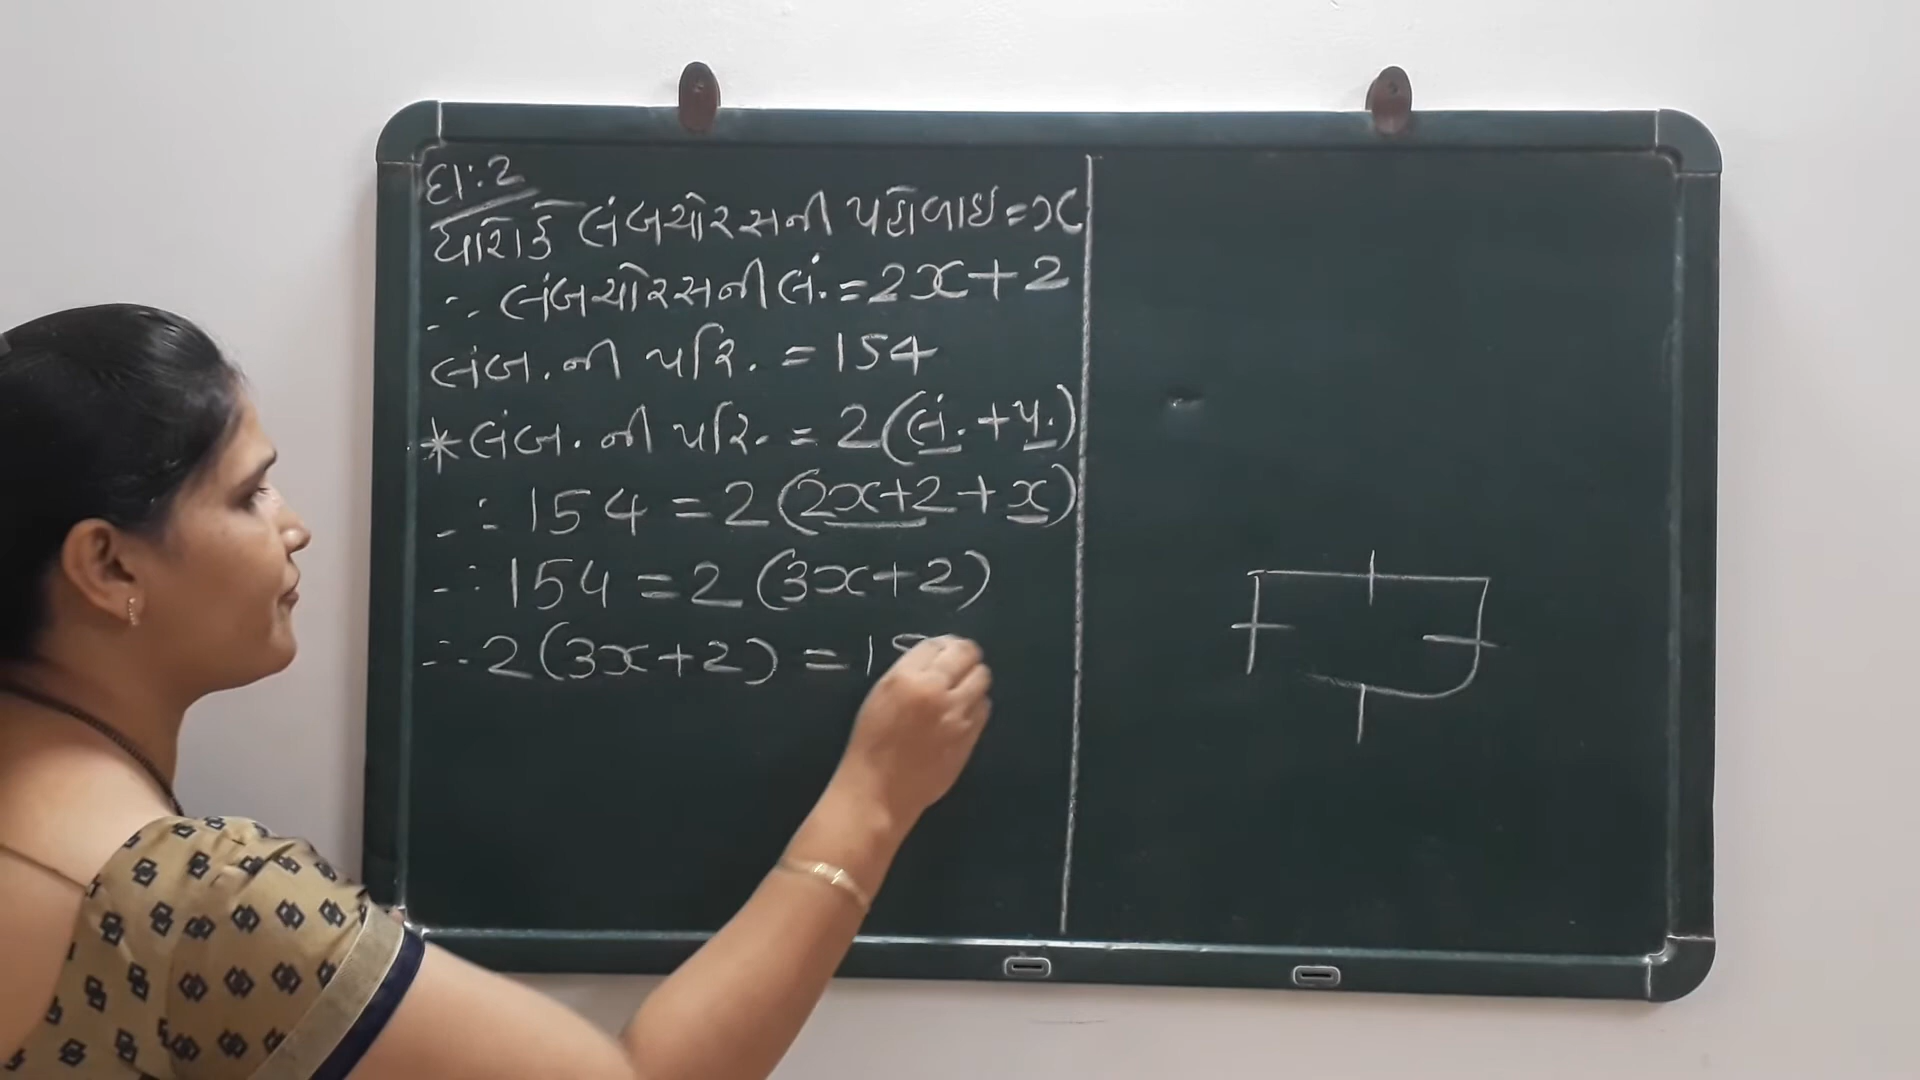 દા:2
ધારોકે લંબચોરસની પહોળાઇ=x
∴ લંબચોરસની લં.=2x+2
લંબ.ની પરિ. = 154
*લંબ.ની પરિ. = 2(લં.+પ.)
∴ 154 = 2(2x+2+x)
∴ 154 = 2(3x+2)
∴ 2(3x+2) = 15